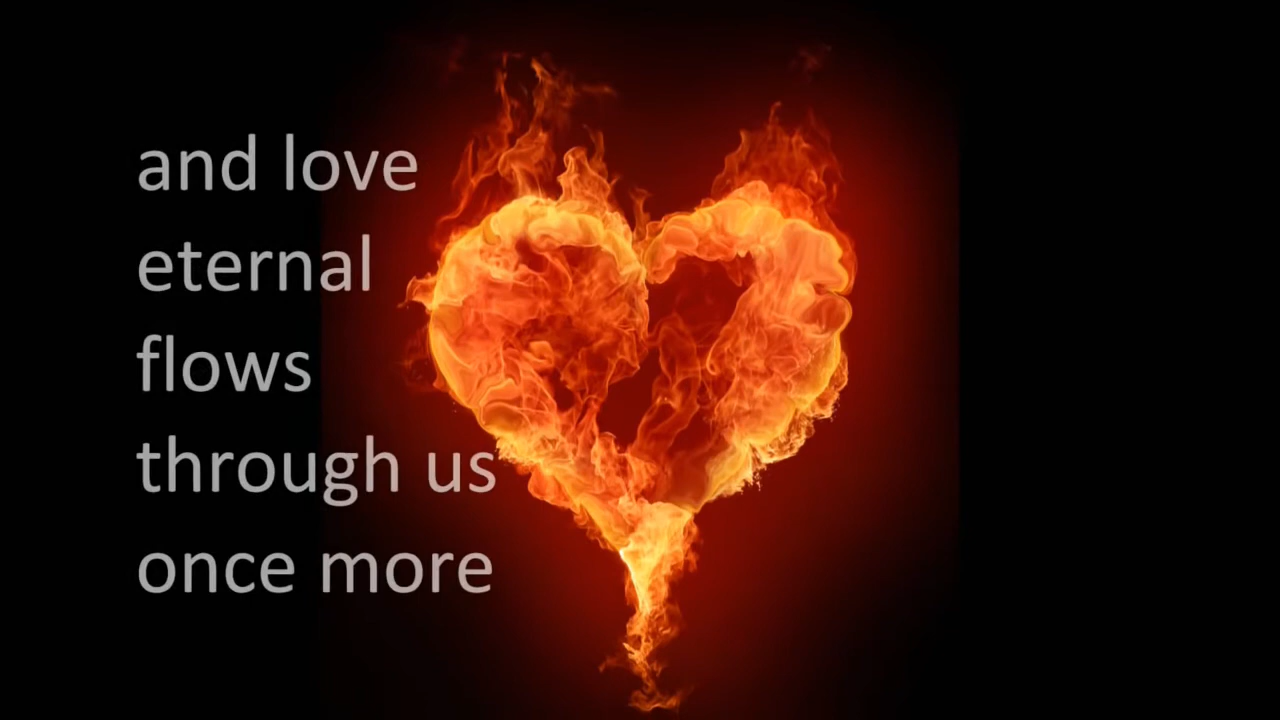 and love
eternal
flows
through us
once more